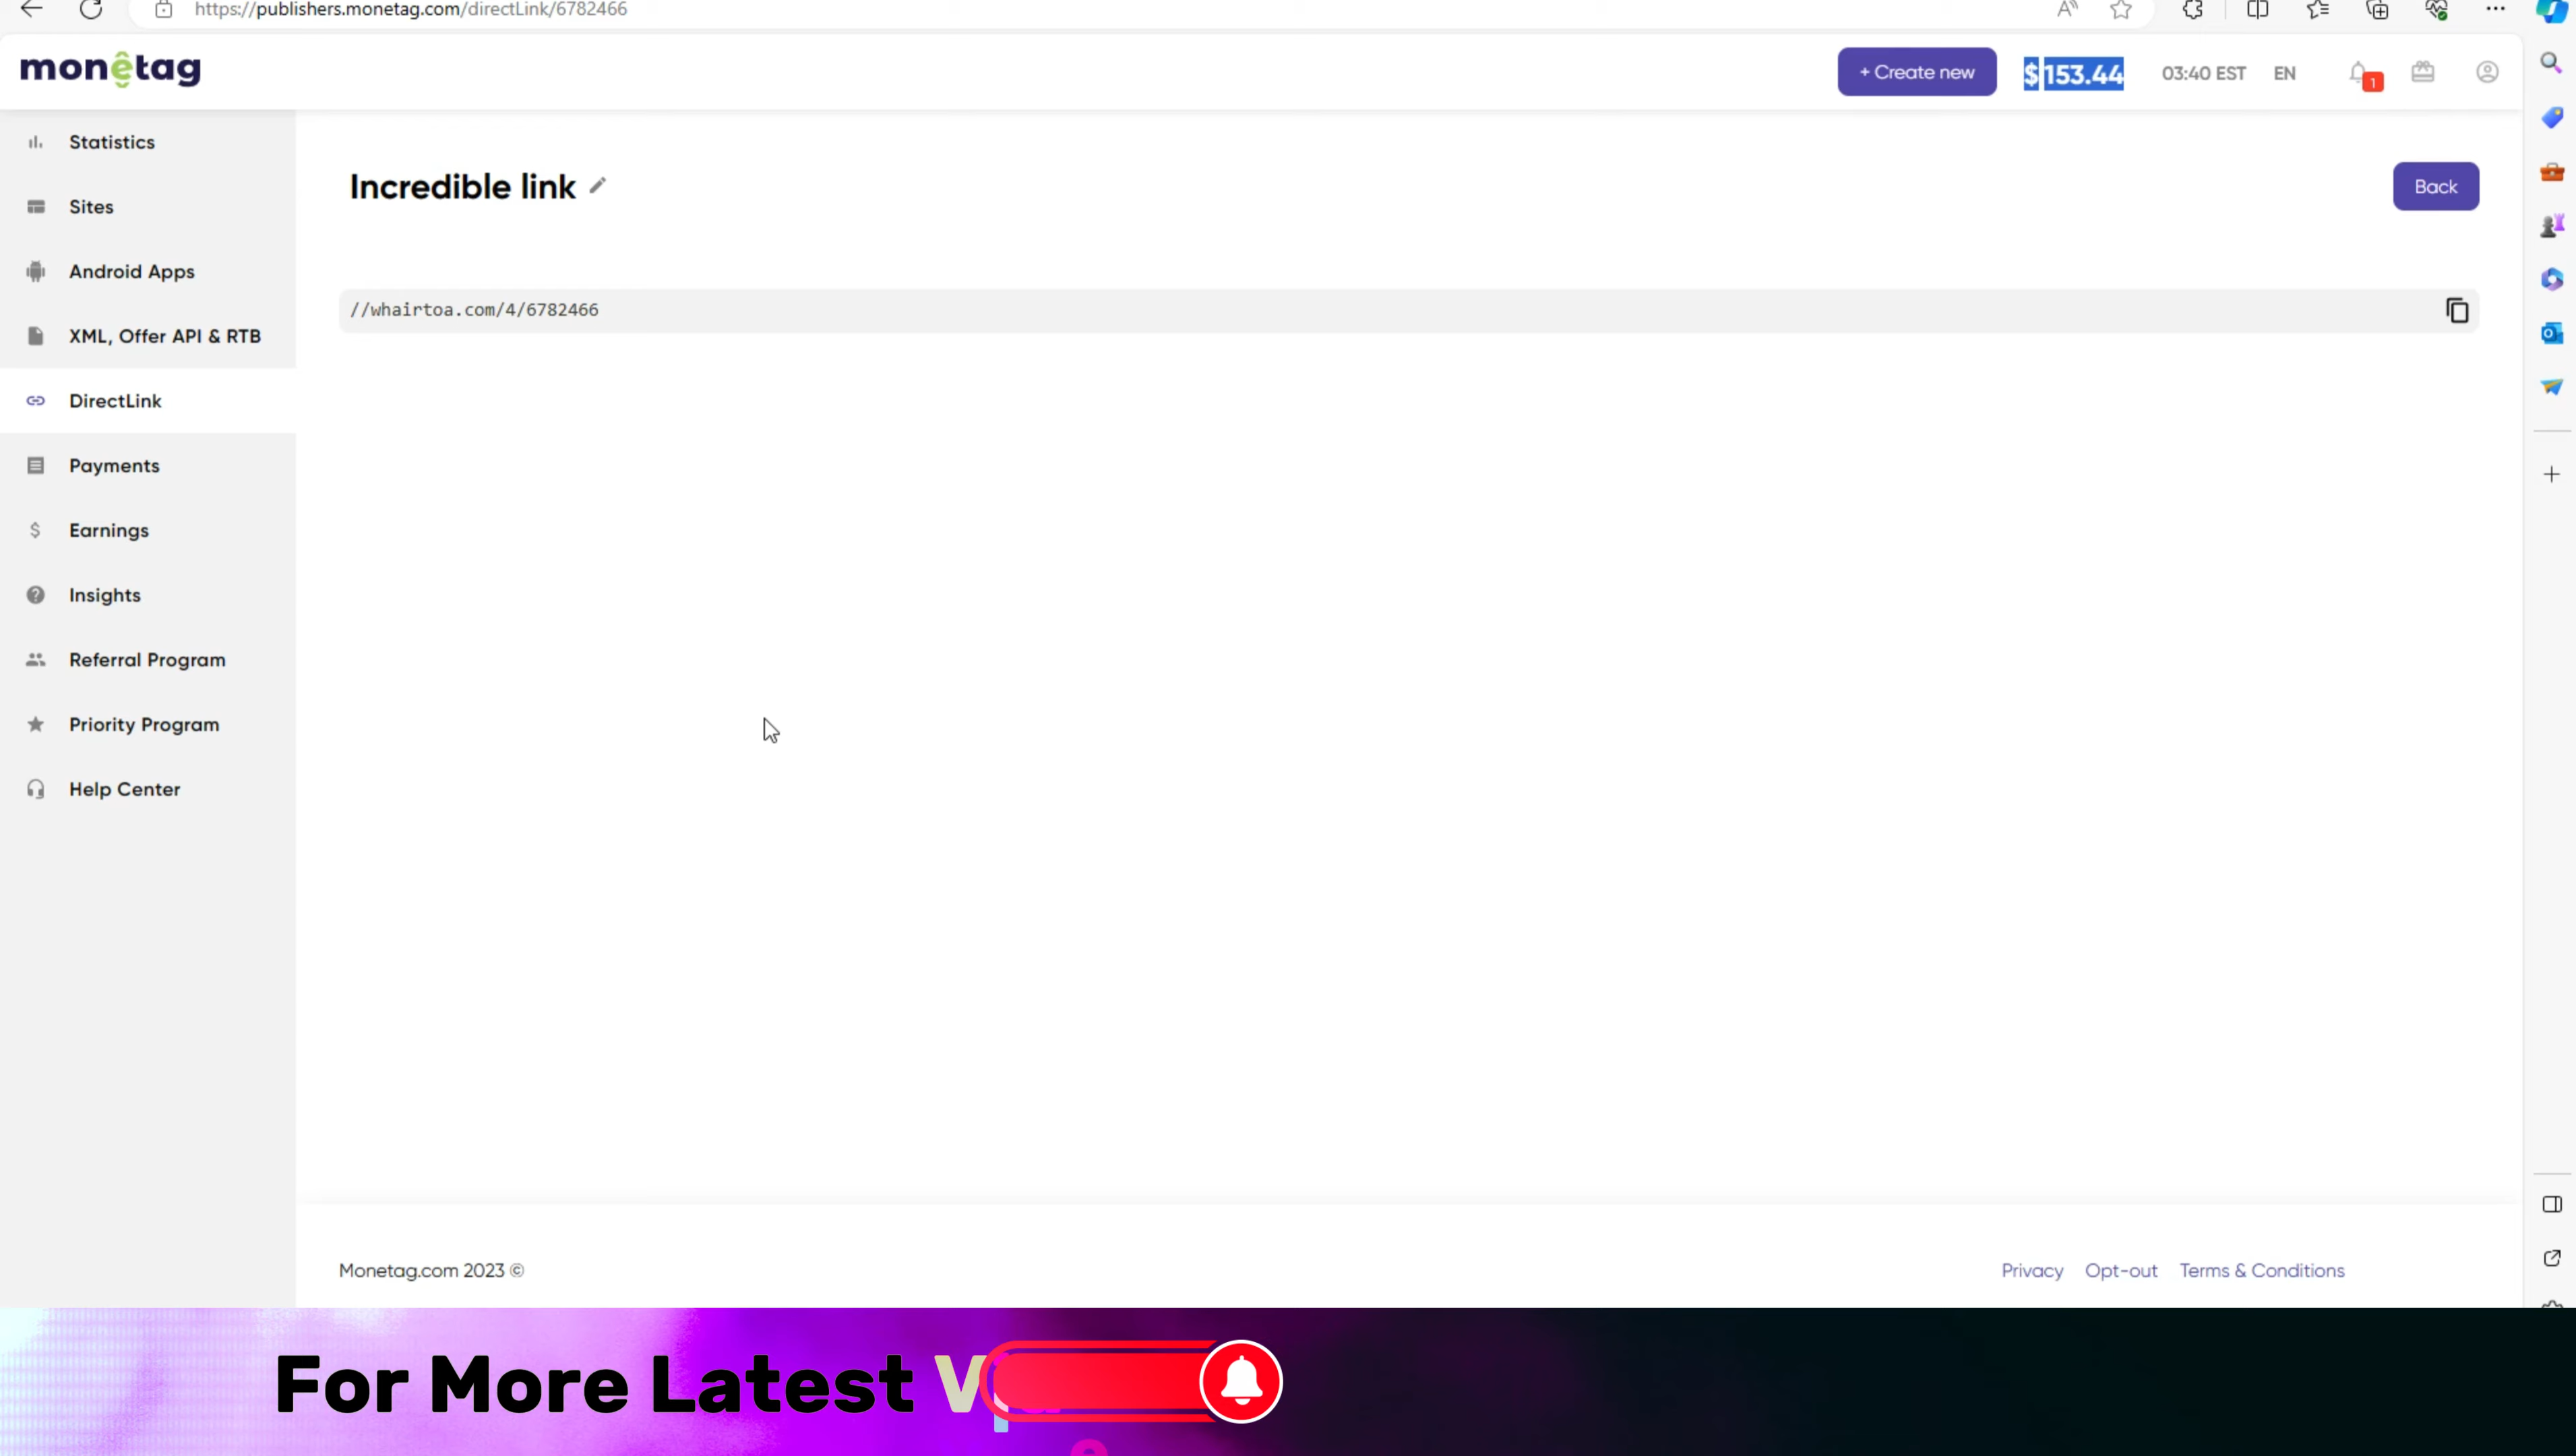 https://publishers.monetag.com/directLink/6782466
monetag
+ Create new
$153.44
03:40 EST
EN
1
Statistics
Sites
Android Apps
XML, Offer API & RTB
DirectLink
Payments
Earnings
Insights
Referral Program
Priority Program
Help Center
Incredible link
Back
//whairtoa.com/4/6782466
Monetag.com 2023 ©
Privacy Opt-out Terms & Conditions
For More Latest